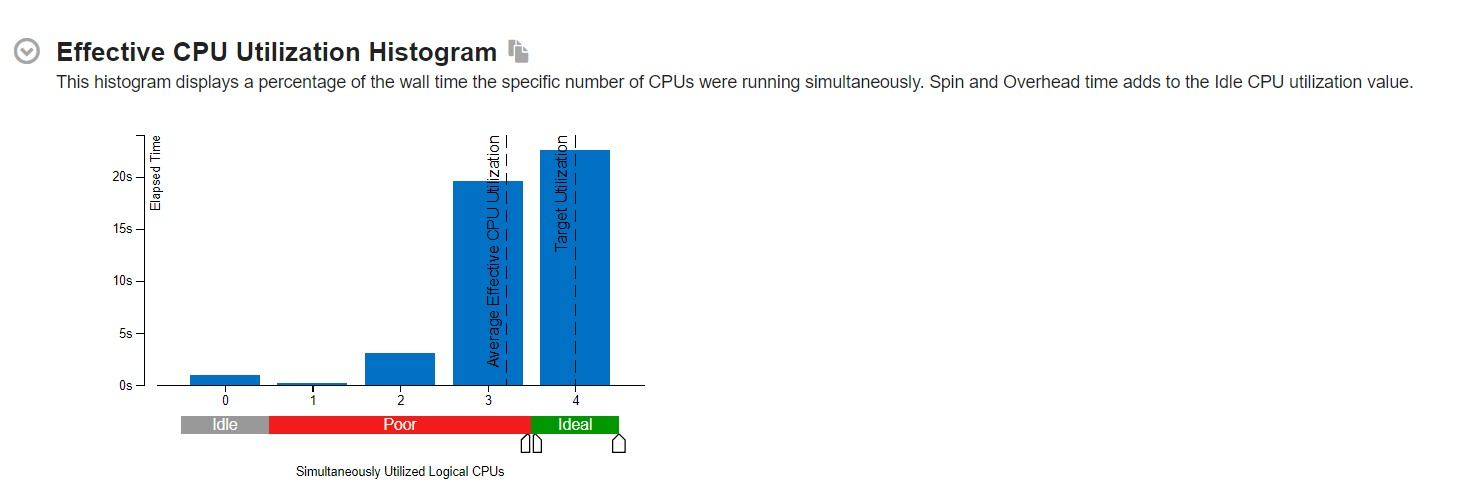 Effective CPU Utilization Histogram
This histogram displays a percentage of the wall time the specific number of CPUs were running simultaneously. Spin and Overhead time adds to the Idle CPU utilization value.
Elapsed Time
20s
15s
10s
5s
0s
Average Effective CPU Utilization
Target Utilization
0 1 2 3 4
Idle Poor Ideal
Simultaneously Utilized Logical CPUs